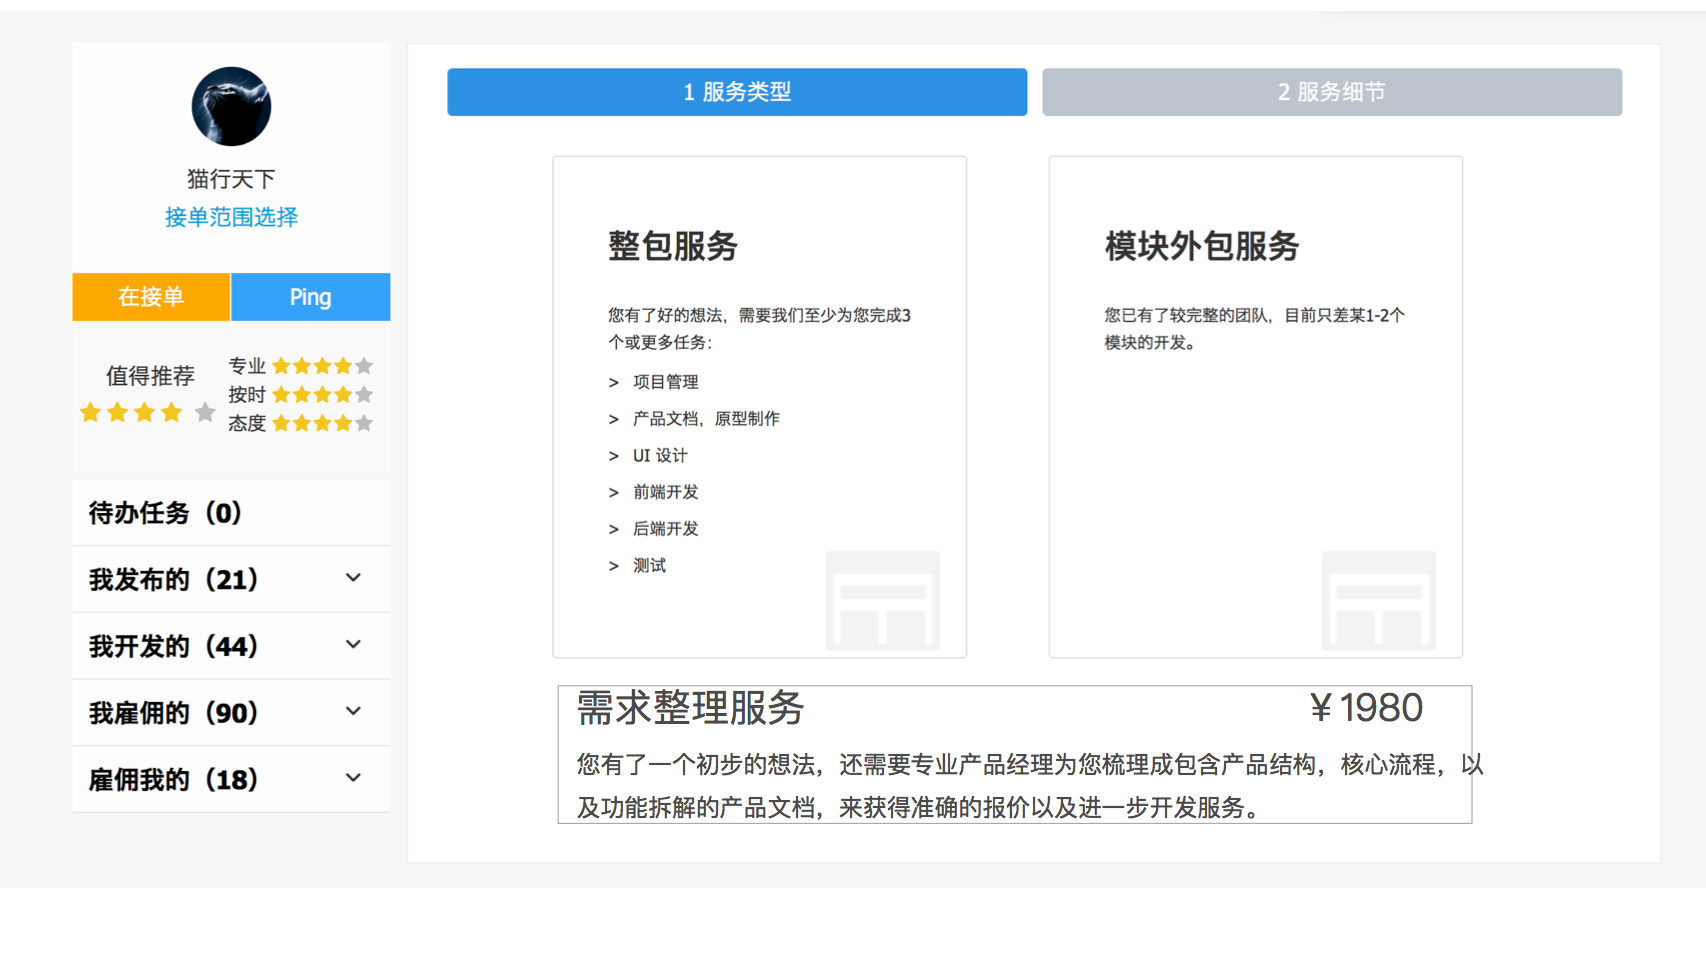 猫行天下
接单范围选择
在接单
Ping
值得推荐
专业
按时
态度
待办任务（0）
我发布的（21）
我开发的（44）
我雇佣的（90）
雇佣我的（18）
1 服务类型
2 服务细节
整包服务
您有了好的想法，需要我们至少为您完成3
个或更多任务：
> 项目管理
> 产品文档，原型制作
> UI 设计
> 前端开发
> 后端开发
> 测试
模块外包服务
您已有了较完整的团队，目前只差某1-2个
模块的开发。
需求整理服务
￥1980
您有了一个初步的想法，还需要专业产品经理为您梳理成包含产品结构，核心流程，以
及功能拆解的产品文档，来获得准确的报价以及进一步开发服务。